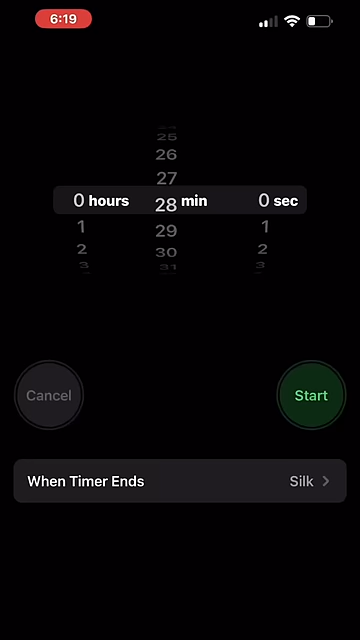 6:19
25
26
27
0 hours 28 min 0 sec
1 29 1
2 30 2
3 31 3
Cancel Start
When Timer Ends Silk